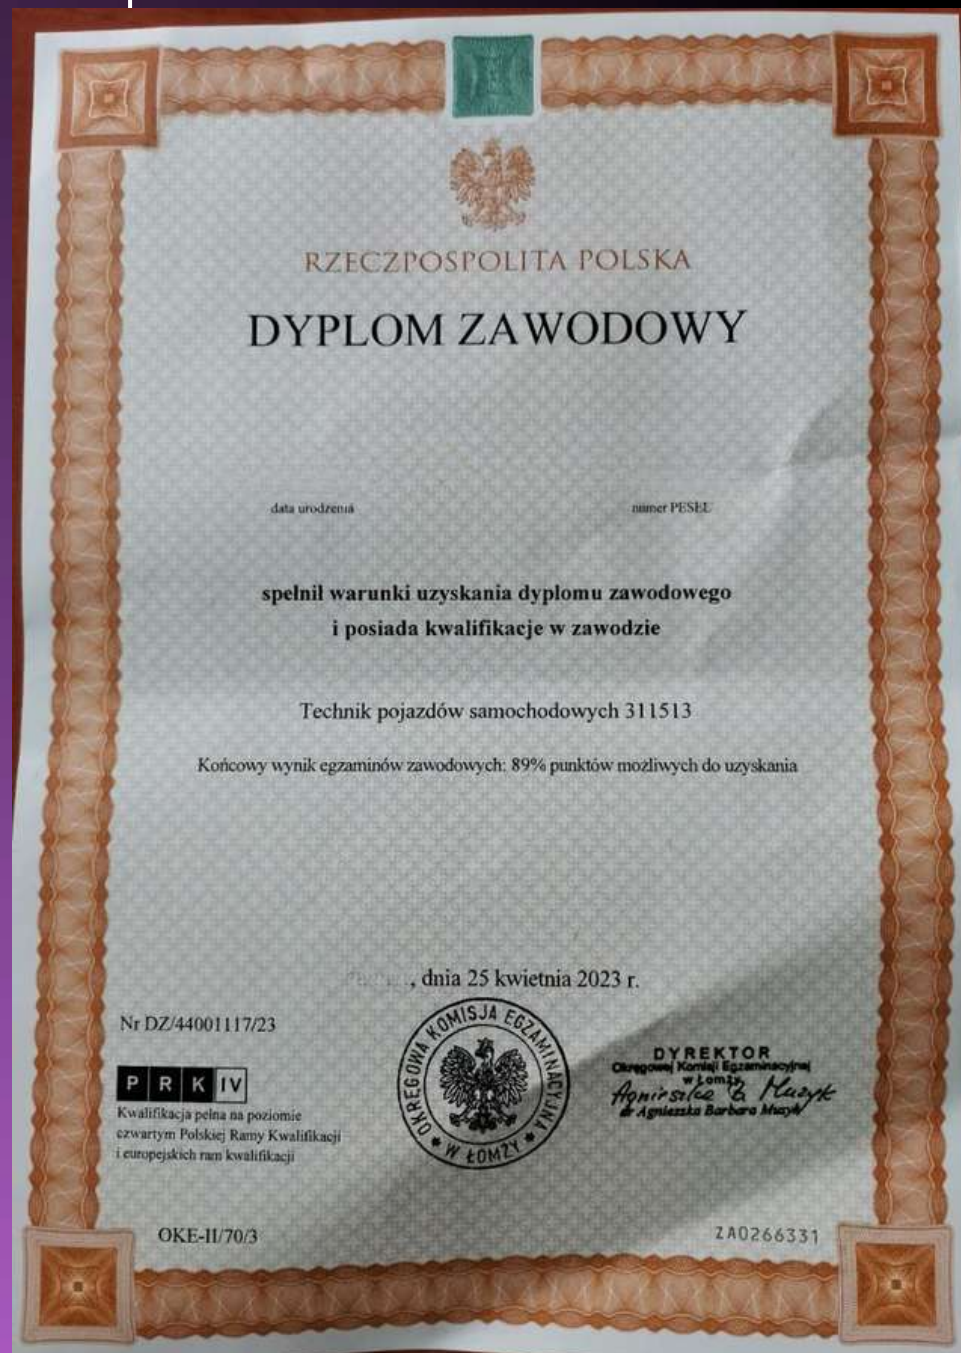 RZECZPOSPOLITA POLSKA
DYPLOM ZAWODOWY
data urodzenia
numer PESEL
spełnił warunki uzyskania dyplomu zawodowego
i posiada kwalifikacje w zawodzie
Technik pojazdów samochodowych 311513
Końcowy wynik egzaminów zawodowych: 89% punktów możliwych do uzyskania
, dnia 25 kwietnia 2023 r.
Nr DZ/44001117/23
PRK IV
Kwalifikacja pełna na poziomie
czwartym Polskiej Ramy Kwalifikacji
i europejskich ram kwalifikacji
OKRĘGOWA KOMISJA EGZAMINACYJNA
W ŁOMŻY
DYREKTOR
Okręgowej Komisji Egzaminacyjnej
w Łomży
Agnieszka B Muzyk
dr Agnieszka Barbara Muzyk
OKE-II/70/3
ZA0266331